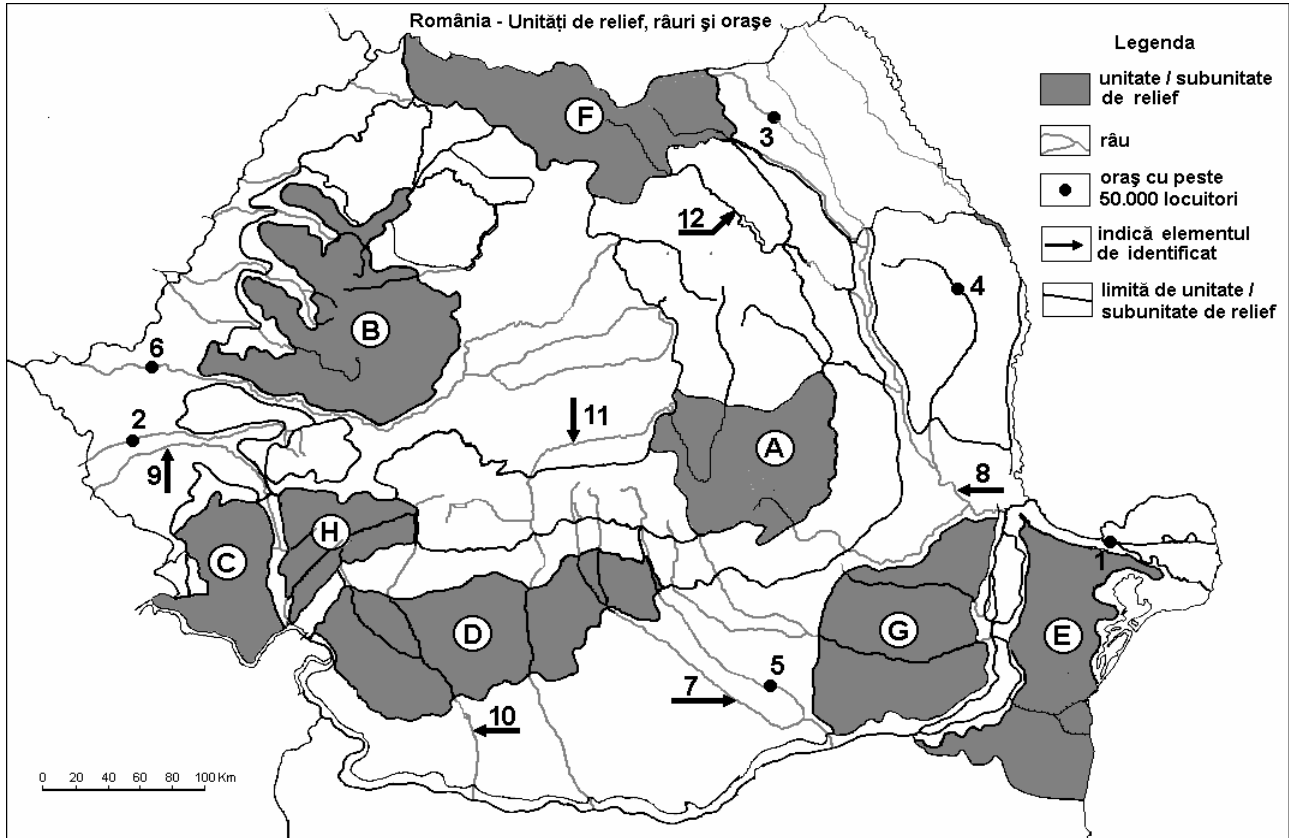 România - Unităţi de relief, râuri şi oraşe
Legenda
unitate / subunitate
de relief
râu
oraş cu peste
50.000 locuitori
indică elementul
de identificat
limită de unitate /
subunitate de relief
F
3
12
4
B
6
2
11
9
A
8
H
C
1
D
G
E
5
7
10
0 20 40 60 80 100 Km